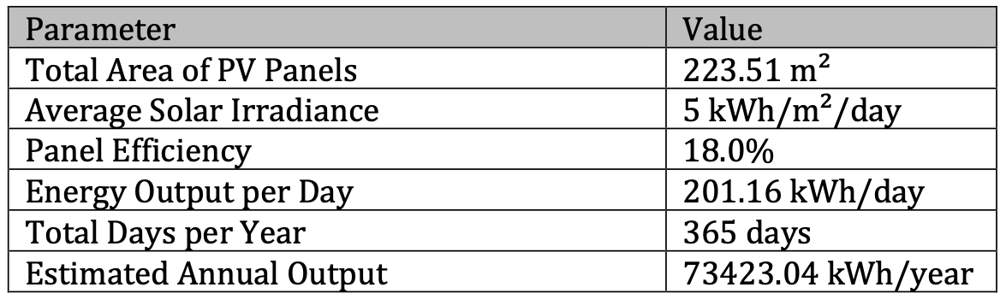 Parameter Value
Total Area of PV Panels 223.51 m²
Average Solar Irradiance 5 kWh/m²/day
Panel Efficiency 18.0%
Energy Output per Day 201.16 kWh/day
Total Days per Year 365 days
Estimated Annual Output 73423.04 kWh/year